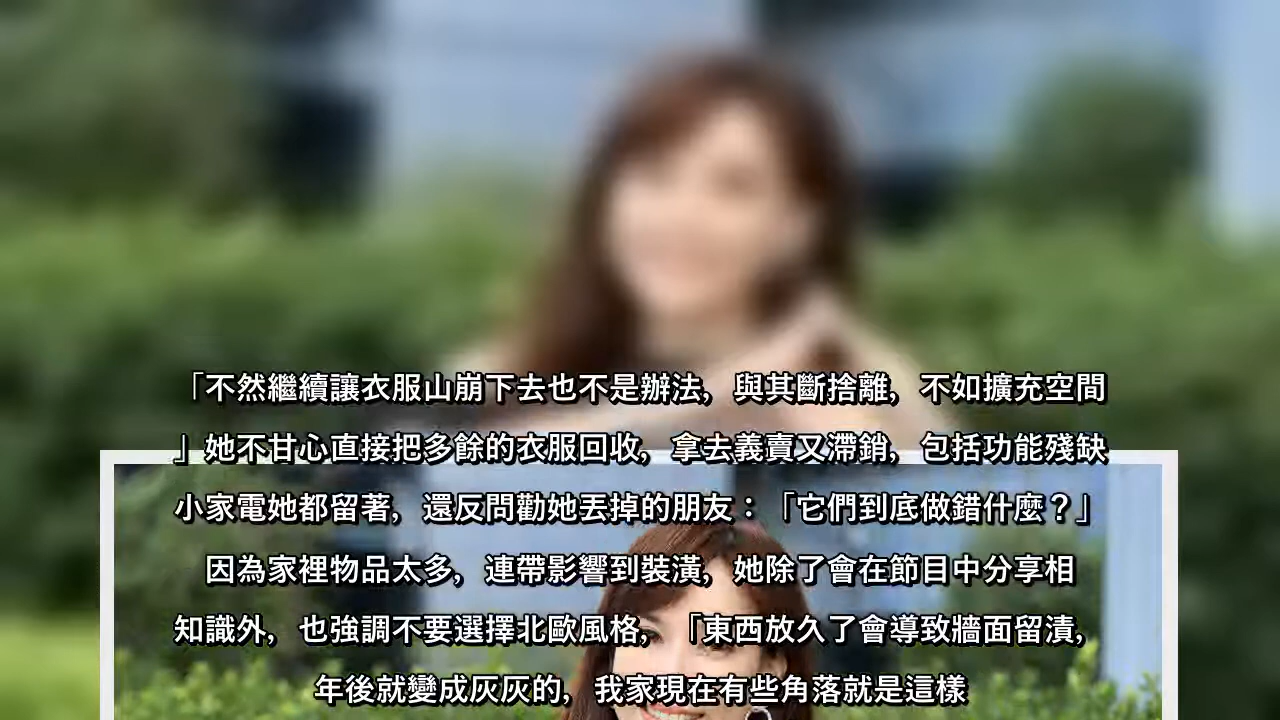 「不然繼續讓衣服山崩下去也不是辦法，與其斷捨離，不如擴充空間
」她不甘心直接把多餘的衣服回收，拿去義賣又滯銷，包括功能殘缺
小家電她都留著，還反問勸她丟掉的朋友：「它們到底做錯什麼？」
因為家裡物品太多，連帶影響到裝潢，她除了會在節目中分享相
知識外，也強調不要選擇北歐風格，「東西放久了會導致牆面留漬，
年後就變成灰灰的，我家現在有些角落就是這樣